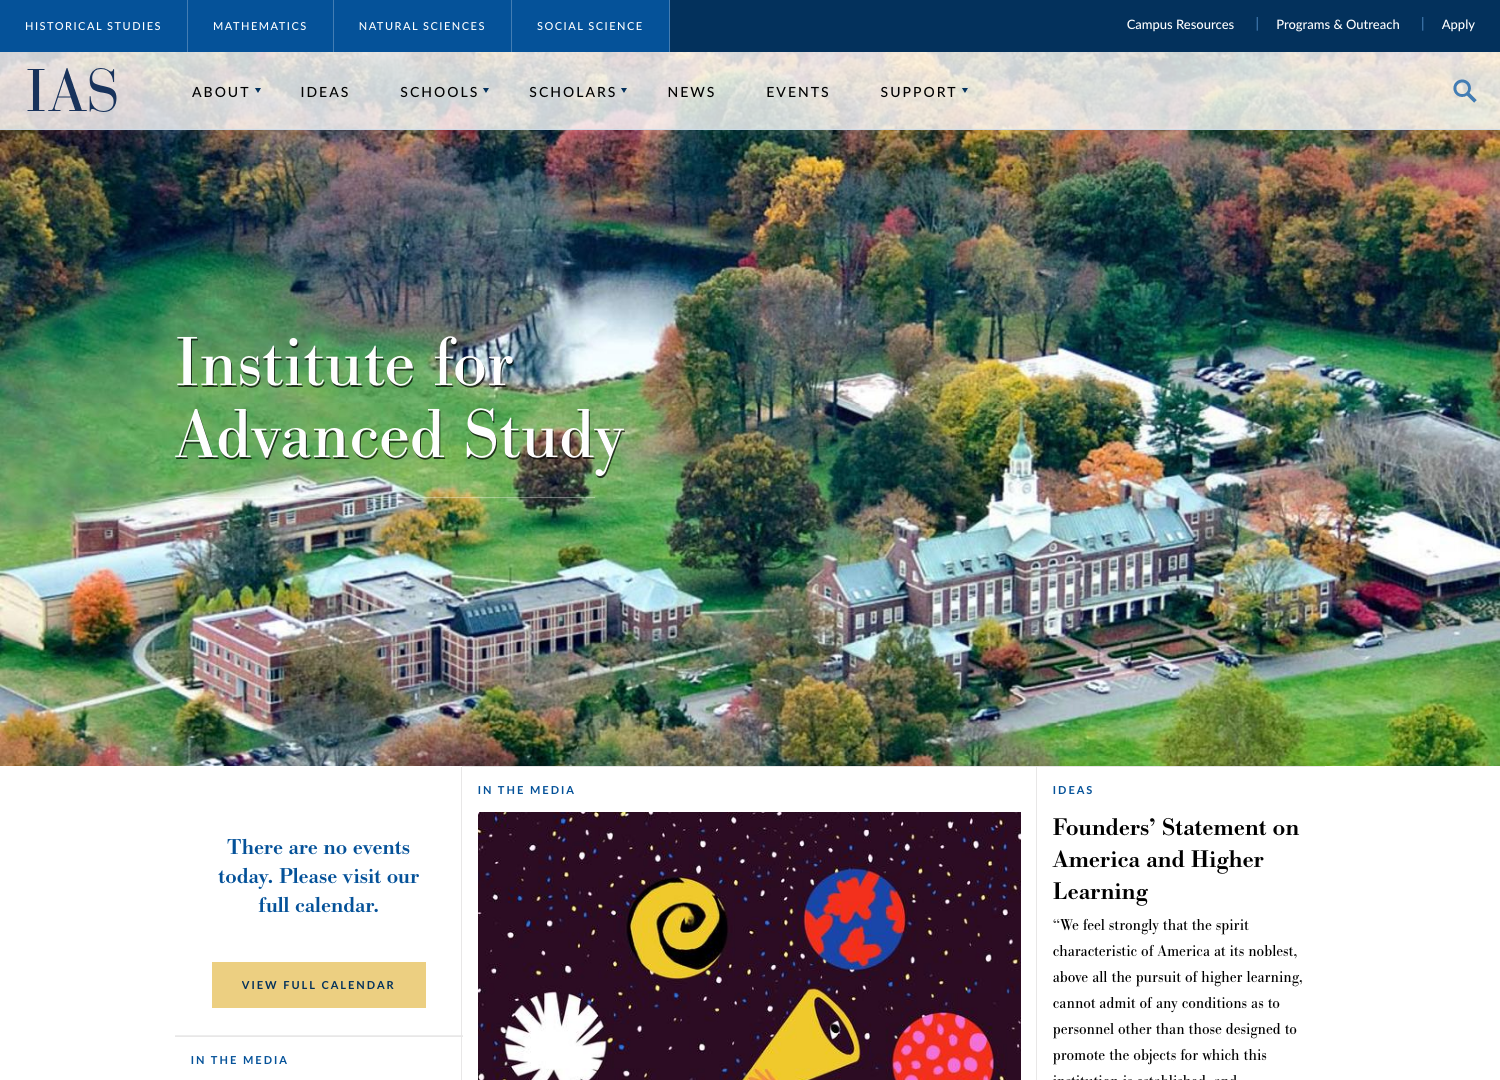 HISTORICAL STUDIES
MATHEMATICS
NATURAL SCIENCES
SOCIAL SCIENCE
Campus Resources
Programs & Outreach
Apply
IAS
ABOUT
IDEAS
SCHOOLS
SCHOLARS
NEWS
EVENTS
SUPPORT
Institute for
Advanced Study
There are no events
today. Please visit our
full calendar.
VIEW FULL CALENDAR
IN THE MEDIA
IN THE MEDIA
IDEAS
Founders’ Statement on
America and Higher
Learning
“We feel strongly that the spirit
characteristic of America at its noblest,
above all the pursuit of higher learning,
cannot admit of any conditions as to
personnel other than those designed to
promote the objects for which this
institution is established, and